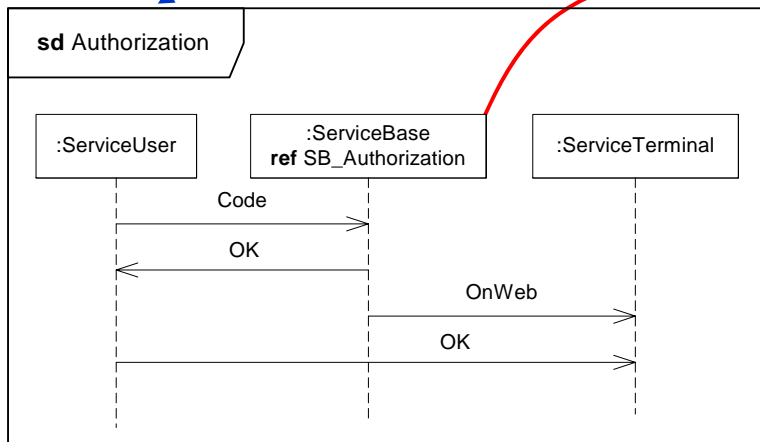 sd Authorization
:ServiceUser
:ServiceBase
ref SB_Authorization
:ServiceTerminal
Code
OK
OnWeb
OK